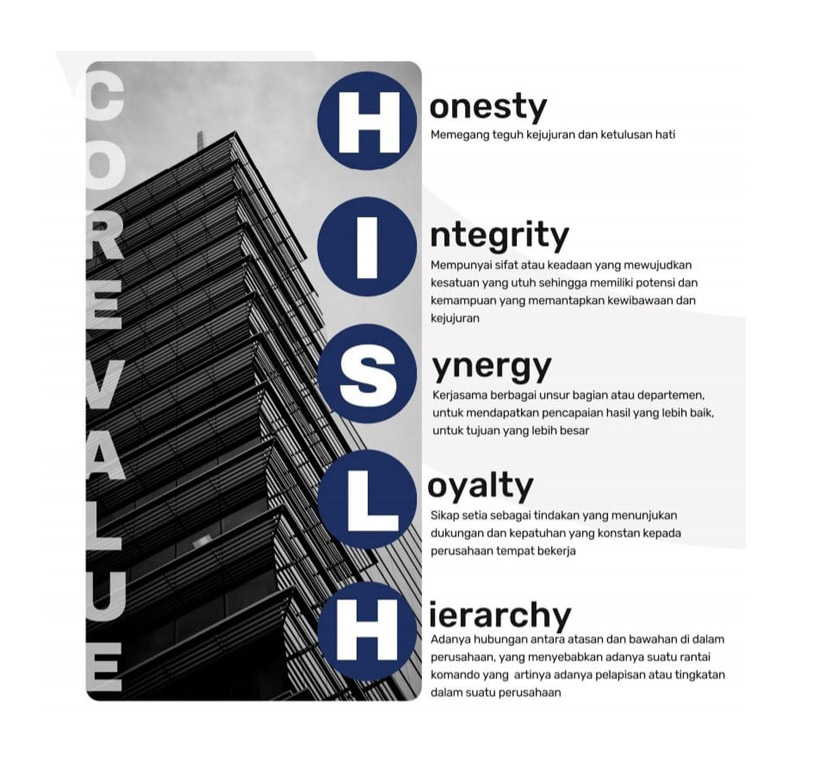 CORE VALUE
Honesty
Memegang teguh kejujuran dan ketulusan hati
Integrity
Mempunyai sifat atau keadaan yang mewujudkan
kesatuan yang utuh sehingga memiliki potensi dan
kemampuan yang memantapkan kewibawaan dan
kejujuran
Synergy
Kerjasama berbagai unsur bagian atau departemen,
untuk mendapatkan pencapaian hasil yang lebih baik,
untuk tujuan yang lebih besar
Loyalty
Sikap setia sebagai tindakan yang menunjukan
dukungan dan kepatuhan yang konstan kepada
perusahaan tempat bekerja
Hierarchy
Adanya hubungan antara atasan dan bawahan di dalam
perusahaan, yang menyebabkan adanya suatu rantai
komando yang artinya adanya pelapisan atau tingkatan
dalam suatu perusahaan